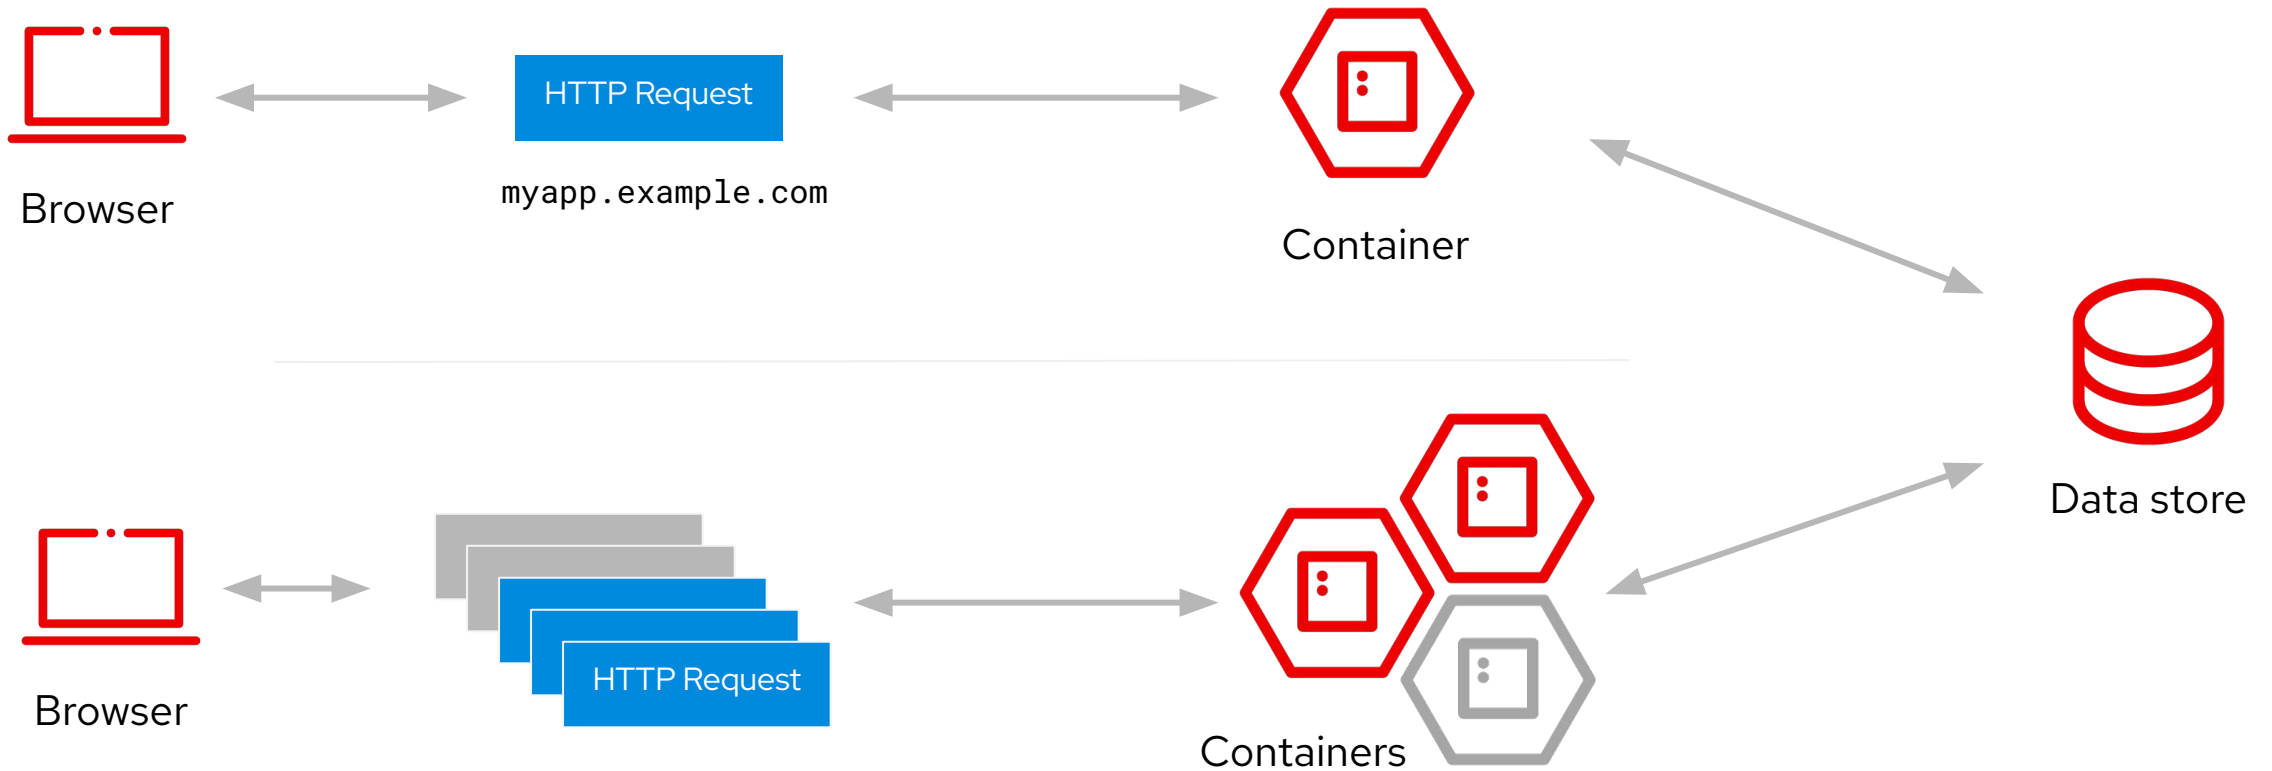 HTTP Request
myapp.example.com
Browser
Container
Data store
HTTP Request
Browser
Containers